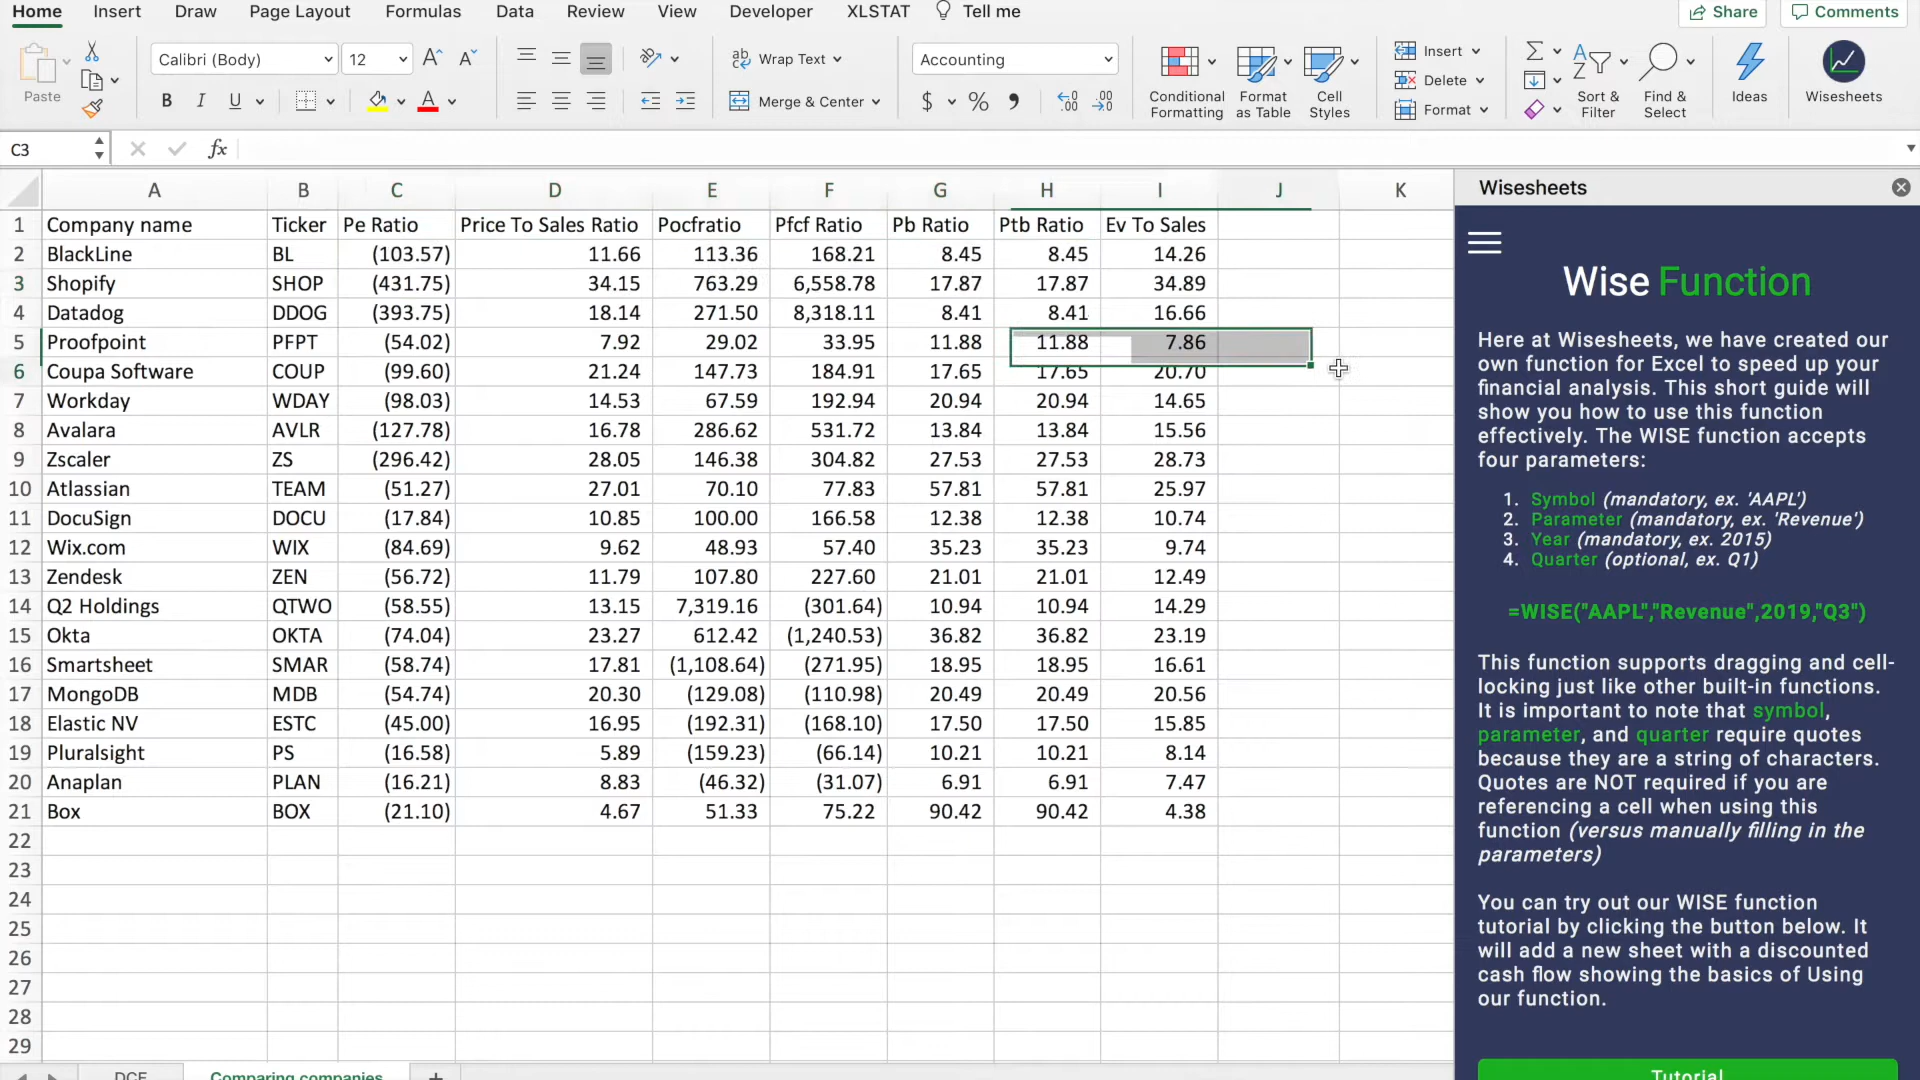 Home Insert Draw Page Layout Formulas Data Review View Developer XLSTAT Tell me Share Comments
Paste Calibri (Body) 12 A A B I U A ab Wrap Text Merge & Center Accounting $ % Conditional Formatting Format as Table Cell Styles Insert Delete Format Sort & Filter Find & Select Ideas Wisesheets
C3 fx
A B C D E F G H I J K
1 Company name Ticker Pe Ratio Price To Sales Ratio Pocfratio Pfcf Ratio Pb Ratio Ptb Ratio Ev To Sales
2 BlackLine BL (103.57) 11.66 113.36 168.21 8.45 8.45 14.26
3 Shopify SHOP (431.75) 34.15 763.29 6,558.78 17.87 17.87 34.89
4 Datadog DDOG (393.75) 18.14 271.50 8,318.11 8.41 8.41 16.66
5 Proofpoint PFPT (54.02) 7.92 29.02 33.95 11.88 11.88 7.86
6 Coupa Software COUP (99.60) 21.24 147.73 184.91 17.65 17.65 20.70
7 Workday WDAY (98.03) 14.53 67.59 192.94 20.94 20.94 14.65
8 Avalara AVLR (127.78) 16.78 286.62 531.72 13.84 13.84 15.56
9 Zscaler ZS (296.42) 28.05 146.38 304.82 27.53 27.53 28.73
10 Atlassian TEAM (51.27) 27.01 70.10 77.83 57.81 57.81 25.97
11 DocuSign DOCU (17.84) 10.85 100.00 166.58 12.38 12.38 10.74
12 Wix.com WIX (84.69) 9.62 48.93 57.40 35.23 35.23 9.74
13 Zendesk ZEN (56.72) 11.79 107.80 227.60 21.01 21.01 12.49
14 Q2 Holdings QTWO (58.55) 13.15 7,319.16 (301.64) 10.94 10.94 14.29
15 Okta OKTA (74.04) 23.27 612.42 (1,240.53) 36.82 36.82 23.19
16 Smartsheet SMAR (58.74) 17.81 (1,108.64) (271.95) 18.95 18.95 16.61
17 MongoDB MDB (54.74) 20.30 (129.08) (110.98) 20.49 20.49 20.56
18 Elastic NV ESTC (45.00) 16.95 (192.31) (168.10) 17.50 17.50 15.85
19 Pluralsight PS (16.58) 5.89 (159.23) (66.14) 10.21 10.21 8.14
20 Anaplan PLAN (16.21) 8.83 (46.32) (31.07) 6.91 6.91 7.47
21 Box BOX (21.10) 4.67 51.33 75.22 90.42 90.42 4.38
22
23
24
25
26
27
28
29
DCF Comparing companies +
Wisesheets
Wise Function
Here at Wisesheets, we have created our
own function for Excel to speed up your
financial analysis. This short guide will
show you how to use this function
effectively. The WISE function accepts
four parameters:
1. Symbol (mandatory, ex. 'AAPL')
2. Parameter (mandatory, ex. 'Revenue')
3. Year (mandatory, ex. 2015)
4. Quarter (optional, ex. Q1)
=WISE("AAPL","Revenue",2019,"Q3")
This function supports dragging and cell-
locking just like other built-in functions.
It is important to note that symbol,
parameter, and quarter require quotes
because they are a string of characters.
Quotes are NOT required if you are
referencing a cell when using this
function (versus manually filling in the
parameters)
You can try out our WISE function
tutorial by clicking the button below. It
will add a new sheet with a discounted
cash flow showing the basics of Using
our function.
Tutorial